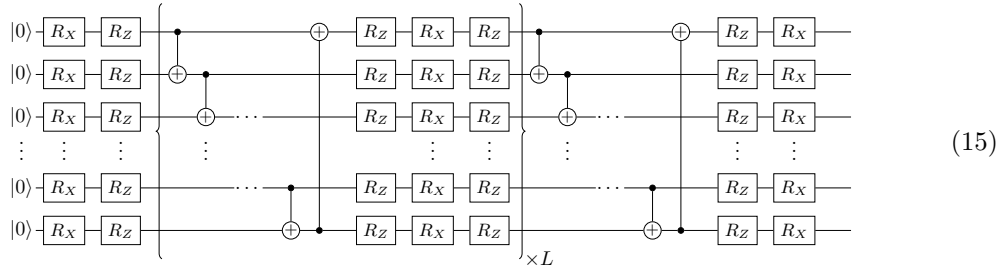 |0⟩ R_X R_Z R_Z R_X R_Z R_Z R_X
|0⟩ R_X R_Z R_Z R_X R_Z R_Z R_X
|0⟩ R_X R_Z ⋯ R_Z R_X R_Z ⋯ R_Z R_X
⋮ ⋮ ⋮ ⋮ ⋮ ⋮ ⋮ ⋮ ⋮ (15)
|0⟩ R_X R_Z ⋯ R_Z R_X R_Z ⋯ R_Z R_X
|0⟩ R_X R_Z R_Z R_X R_Z R_Z R_X
×L